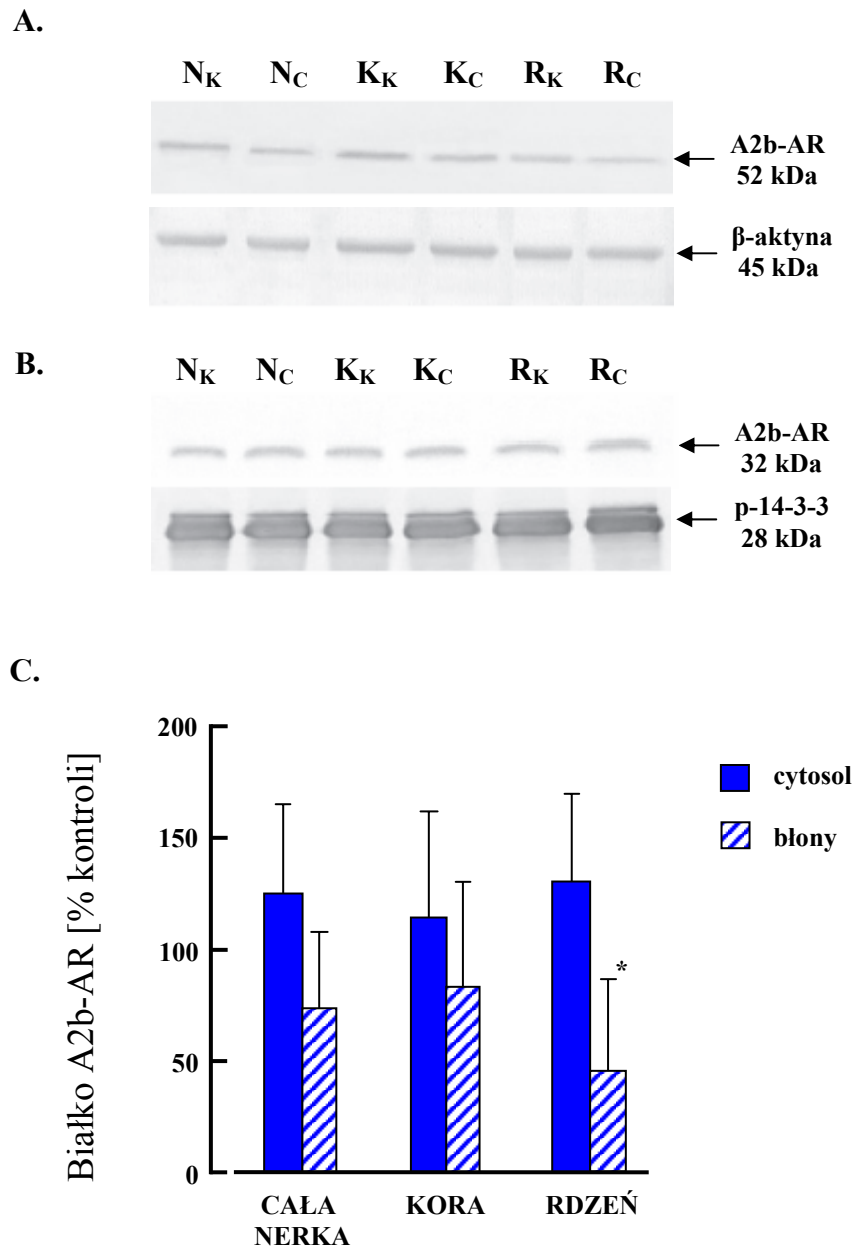 A.
N_K N_C K_K K_C R_K R_C
A2b-AR
52 kDa
β-aktyna
45 kDa
B.
N_K N_C K_K K_C R_K R_C
A2b-AR
32 kDa
p-14-3-3
28 kDa
C.
Białko A2b-AR [% kontroli]
200
150
100
50
0
*
cytosol
błony
CAŁA
NERKA
KORA
RDZEŃ